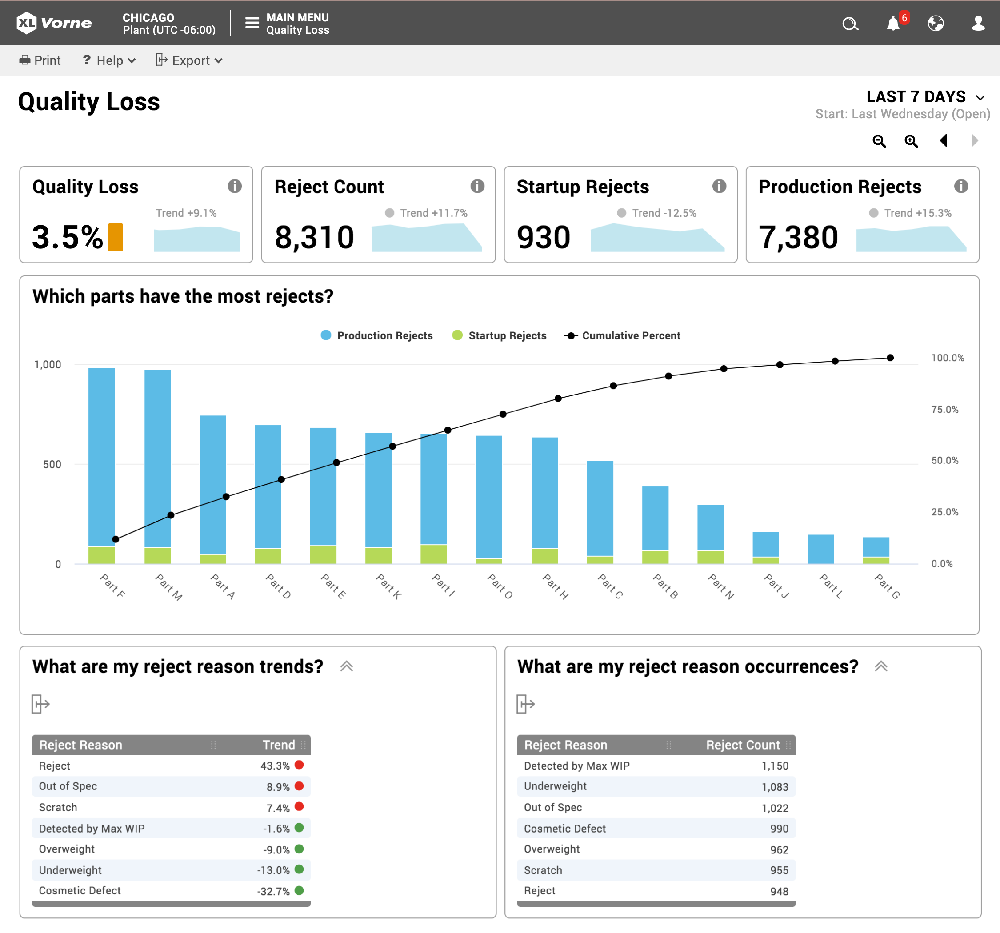 XL Vorne
CHICAGO
Plant (UTC -06:00)
MAIN MENU
Quality Loss
6
Print
? Help
Export
Quality Loss
LAST 7 DAYS
Start: Last Wednesday (Open)
Quality Loss
Trend +9.1%
3.5%
Reject Count
Trend +11.7%
8,310
Startup Rejects
Trend -12.5%
930
Production Rejects
Trend +15.3%
7,380
Which parts have the most rejects?
Production Rejects
Startup Rejects
Cumulative Percent
1,000
500
0
100.0%
75.0%
50.0%
25.0%
0.0%
Part F
Part M
Part A
Part D
Part E
Part K
Part I
Part O
Part H
Part C
Part B
Part N
Part J
Part L
Part G
What are my reject reason trends?
Reject Reason Trend
Reject 43.3%
Out of Spec 8.9%
Scratch 7.4%
Detected by Max WIP -1.6%
Overweight -9.0%
Underweight -13.0%
Cosmetic Defect -32.7%
What are my reject reason occurrences?
Reject Reason Reject Count
Detected by Max WIP 1,150
Underweight 1,083
Out of Spec 1,022
Cosmetic Defect 990
Overweight 962
Scratch 955
Reject 948